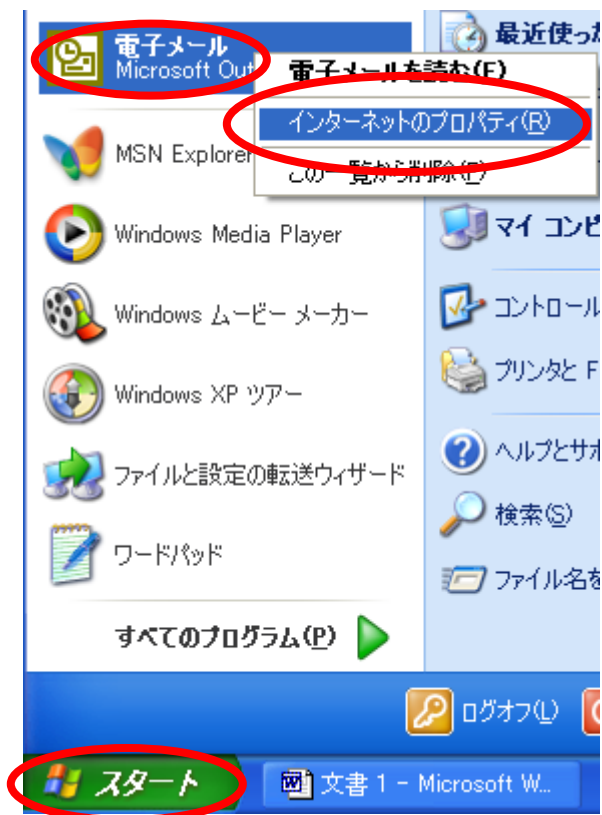 電子メール
Microsoft Out
電子メールを読む(E)
インターネットのプロパティ(R)
この一覧から削除(F)
MSN Explorer
Windows Media Player
Windows ムービー メーカー
Windows XP ツアー
ファイルと設定の転送ウィザード
ワードパッド
すべてのプログラム(P)
最近使った
マイ コンピ
コントロール
プリンタと F
ヘルプとサポ
検索(S)
ファイル名を
ログオフ(L)
スタート
文書 1 - Microsoft W...